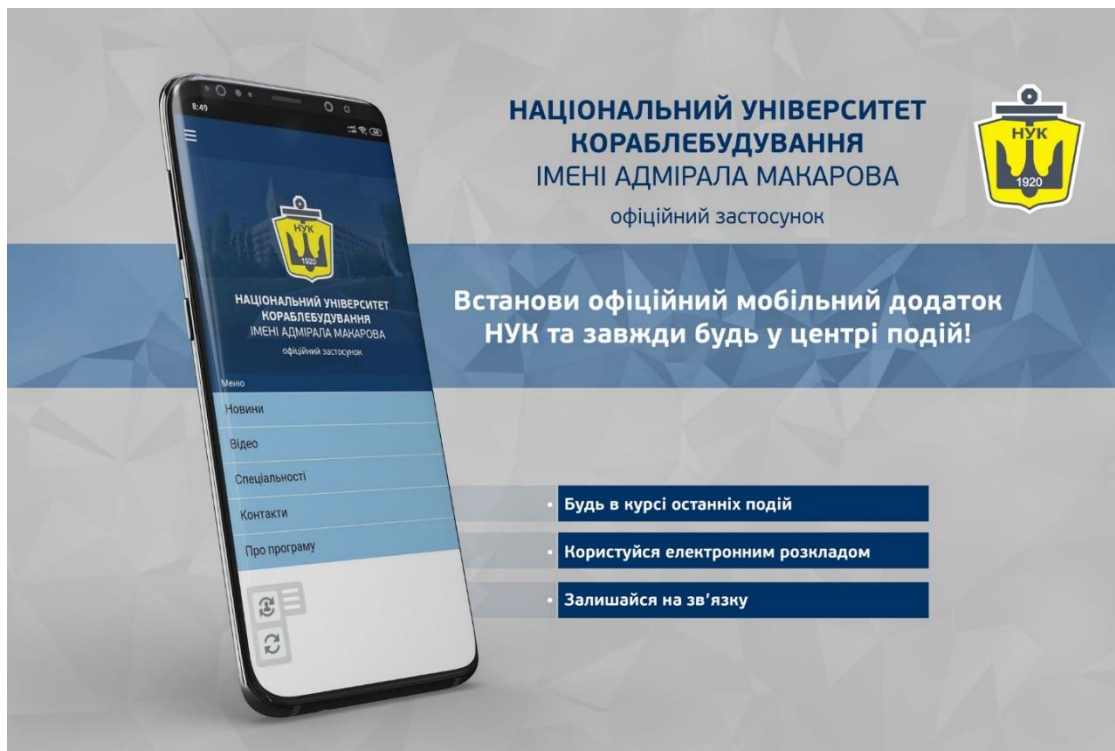 8:49
НУК
1920
НАЦІОНАЛЬНИЙ УНІВЕРСИТЕТ
КОРАБЛЕБУДУВАННЯ
ІМЕНІ АДМІРАЛА МАКАРОВА
офіційний застосунок
Меню
Новини
Відео
Спеціальності
Контакти
Про програму
НАЦІОНАЛЬНИЙ УНІВЕРСИТЕТ
КОРАБЛЕБУДУВАННЯ
ІМЕНІ АДМІРАЛА МАКАРОВА
офіційний застосунок
НУК
1920
Встанови офіційний мобільний додаток
НУК та завжди будь у центрі подій!
• Будь в курсі останніх подій
• Користуйся електронним розкладом
• Залишайся на зв'язку